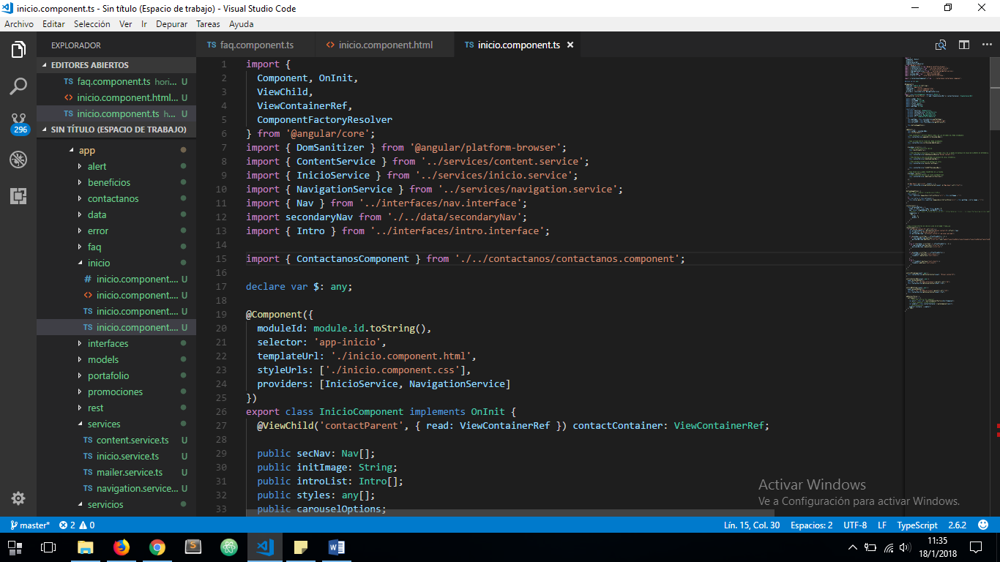 inicio.component.ts - Sin título (Espacio de trabajo) - Visual Studio Code
Archivo Editar Selección Ver Ir Depurar Tareas Ayuda
EXPLORADOR
EDITORES ABIERTOS
TS faq.component.ts hori... U
<> inicio.component.html... U
TS inicio.component.ts h... U
296
SIN TÍTULO (ESPACIO DE TRABAJO)
app
alert
beneficios
contactanos
data
error
faq
inicio
# inicio.component.... U
<> inicio.component.... U
TS inicio.component.... U
TS inicio.component.... U
interfaces
models
portafolio
promociones
rest
services
TS content.service.ts U
TS inicio.service.ts U
TS mailer.service.ts U
TS navigation.service... U
servicios
TS faq.component.ts
<> inicio.component.html
TS inicio.component.ts
1 import {
2 Component, OnInit,
3 ViewChild,
4 ViewContainerRef,
5 ComponentFactoryResolver
6 } from '@angular/core';
7 import { DomSanitizer } from '@angular/platform-browser';
8 import { ContentService } from '../services/content.service';
9 import { InicioService } from '../services/inicio.service';
10 import { NavigationService } from '../services/navigation.service';
11 import { Nav } from '../interfaces/nav.interface';
12 import secondaryNav from './../data/secondaryNav';
13 import { Intro } from '../interfaces/intro.interface';
14
15 import { ContactanosComponent } from './../contactanos/contactanos.component';
16
17 declare var $: any;
18
19 @Component({
20 moduleId: module.id.toString(),
21 selector: 'app-inicio',
22 templateUrl: './inicio.component.html',
23 styleUrls: ['./inicio.component.css'],
24 providers: [InicioService, NavigationService]
25 })
26 export class InicioComponent implements OnInit {
27 @ViewChild('contactParent', { read: ViewContainerRef }) contactContainer: ViewContainerRef;
28
29 public secNav: Nav[];
30 public initImage: String;
31 public introList: Intro[];
32 public styles: any[];
33 public carouselOptions;
Activar Windows
Ve a Configuración para activar Windows.
master* 2 0
Lín. 15, Col. 30 Espacios: 2 UTF-8 LF TypeScript 2.6.2
11:35
18/1/2018